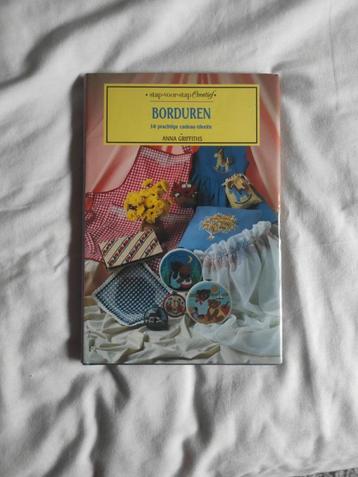 • stap-voor-stap Creatief •
BORDUREN
14 prachtige cadeau-ideeën
ANNA GRIFFITHS